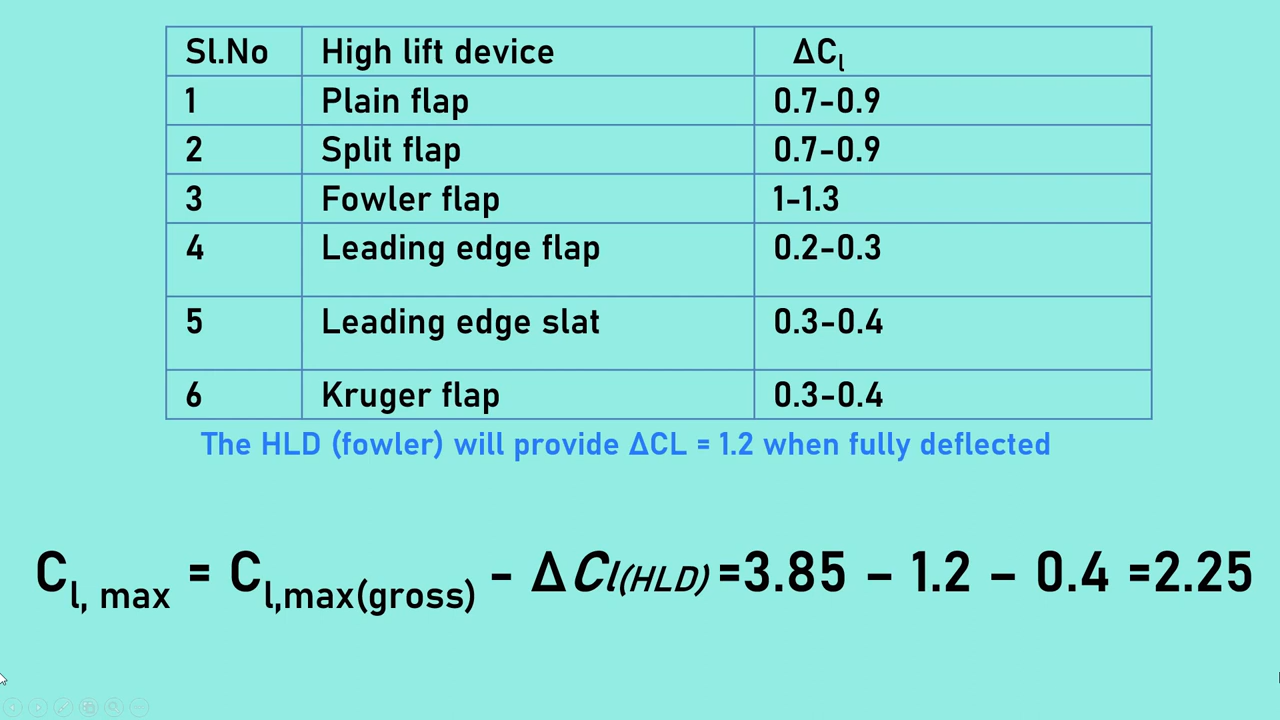 Sl.No High lift device ΔCl
1 Plain flap 0.7-0.9
2 Split flap 0.7-0.9
3 Fowler flap 1-1.3
4 Leading edge flap 0.2-0.3
5 Leading edge slat 0.3-0.4
6 Kruger flap 0.3-0.4
The HLD (fowler) will provide ΔCL = 1.2 when fully deflected
Cl, max = Cl,max(gross) - ΔCl(HLD) =3.85 – 1.2 – 0.4 =2.25